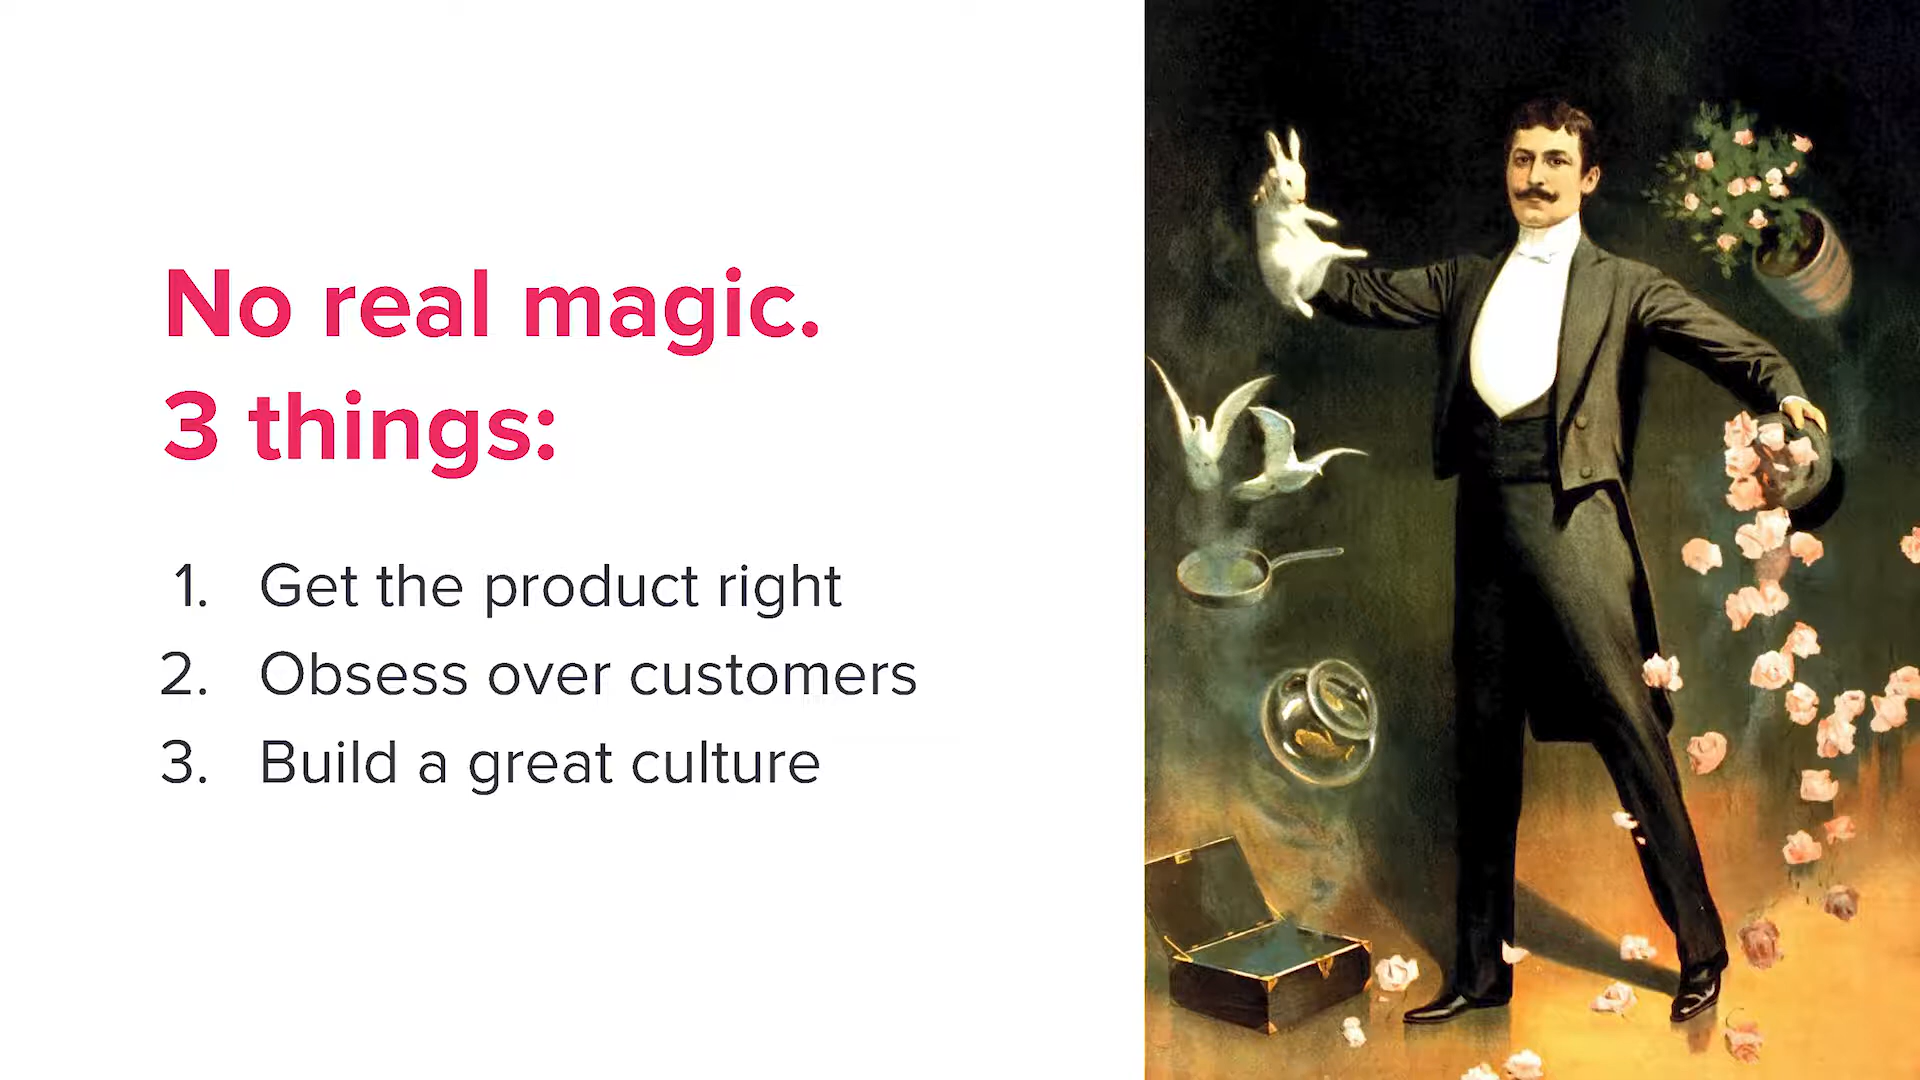 No real magic.
3 things:
1. Get the product right
2. Obsess over customers
3. Build a great culture